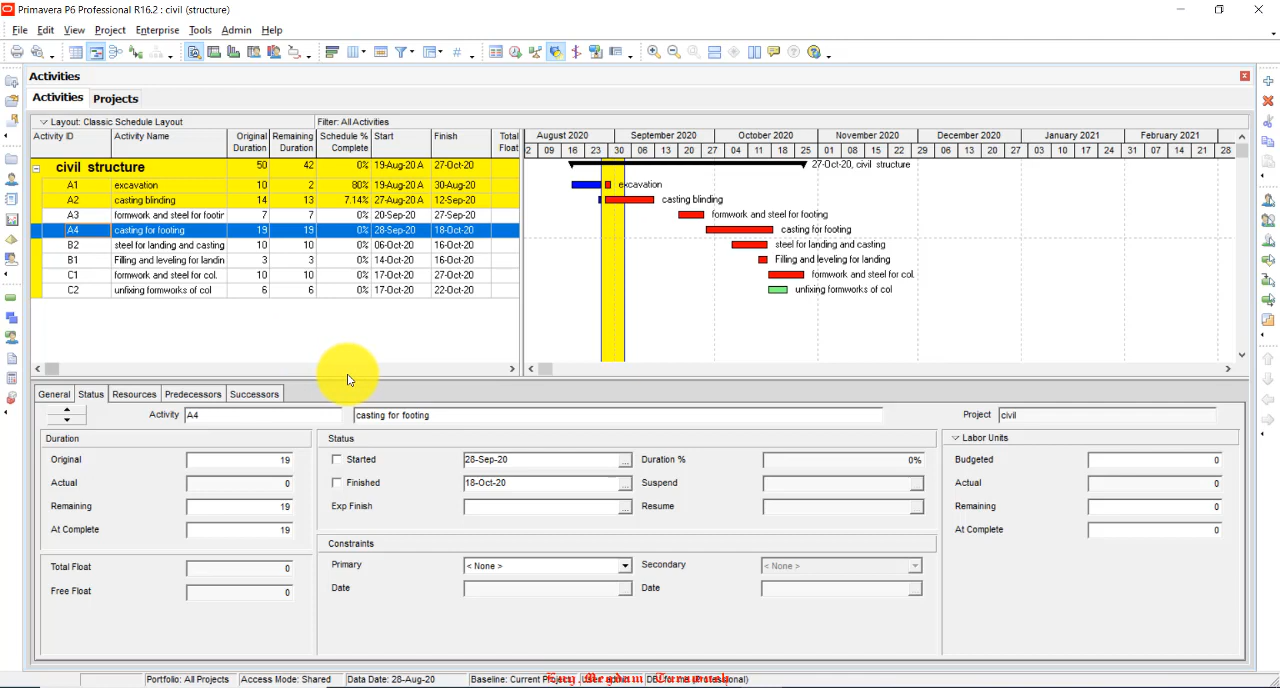 Primavera P6 Professional R16.2 : civil (structure)
File Edit View Project Enterprise Tools Admin Help
Activities
Activities Projects
Layout: Classic Schedule Layout Filter: All Activities
Activity ID Activity Name Original Duration Remaining Duration Schedule % Complete Start Finish Total Float
August 2020 September 2020 October 2020 November 2020 December 2020 January 2021 February 2021
2 09 16 23 30 06 13 20 27 04 11 18 25 01 08 15 22 29 06 13 20 27 03 10 17 24 31 07 14 21 28
civil structure 50 42 0% 19-Aug-20 A 27-Oct-20
27-Oct-20, civil structure
A1 excavation 10 2 80% 19-Aug-20 A 30-Aug-20
excavation
A2 casting blinding 14 13 7.14% 27-Aug-20 A 12-Sep-20
casting blinding
A3 formwork and steel for footir 7 7 0% 20-Sep-20 27-Sep-20
formwork and steel for footing
A4 casting for footing 19 19 0% 28-Sep-20 18-Oct-20
casting for footing
B2 steel for landing and casting 10 10 0% 06-Oct-20 16-Oct-20
steel for landing and casting
B1 Filling and leveling for landin 3 3 0% 14-Oct-20 16-Oct-20
Filling and leveling for landing
C1 formwork and steel for col. 10 10 0% 17-Oct-20 27-Oct-20
formwork and steel for col.
C2 unfixing formworks of col 6 6 0% 17-Oct-20 22-Oct-20
unfixing formworks of col
General Status Resources Predecessors Successors
Activity A4 casting for footing Project civil
Duration Status Labor Units
Original 19 Started 28-Sep-20 ... Duration % 0% Budgeted 0
Actual 0 Finished 18-Oct-20 ... Suspend ... Actual 0
Remaining 19 Exp Finish ... Resume ... Remaining 0
At Complete 19 At Complete 0
Constraints
Total Float 0 Primary < None > Secondary < None >
Free Float 0 Date ... Date ...
Portfolio: All Projects Access Mode: Shared Data Date: 28-Aug-20 Baseline: Current Project